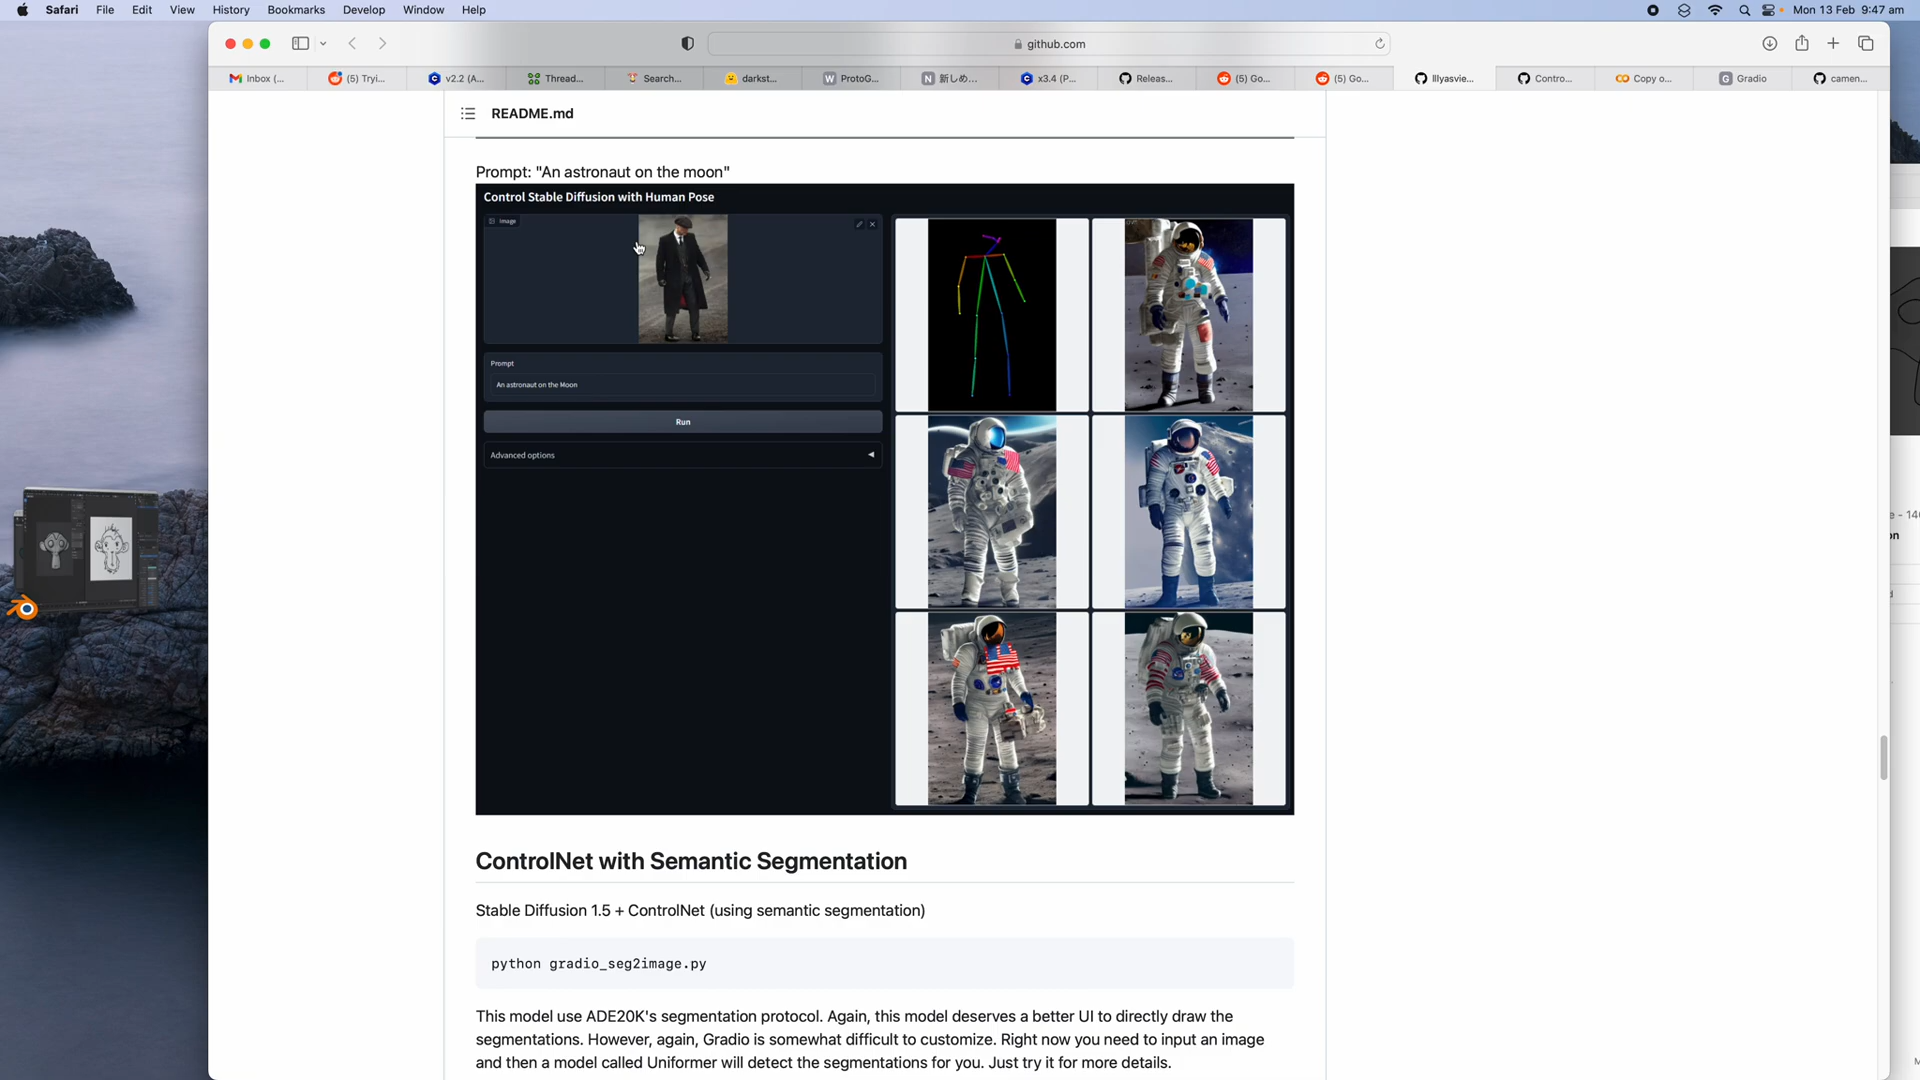 Safari File Edit View History Bookmarks Develop Window Help Mon 13 Feb 9:47 am
github.com
Inbox (... (5) Tryi... v2.2 (A... Thread... Search... darkst... ProtoG... 新しめ... x3.4 (P... Releas... (5) Go... (5) Go... lllyasvie... Contro... Copy o... Gradio camen...
README.md
Prompt: "An astronaut on the moon"
Control Stable Diffusion with Human Pose
Image
Prompt
An astronaut on the Moon
Run
Advanced options
ControlNet with Semantic Segmentation
Stable Diffusion 1.5 + ControlNet (using semantic segmentation)
python gradio_seg2image.py
This model use ADE20K's segmentation protocol. Again, this model deserves a better UI to directly draw the
segmentations. However, again, Gradio is somewhat difficult to customize. Right now you need to input an image
and then a model called Uniformer will detect the segmentations for you. Just try it for more details.